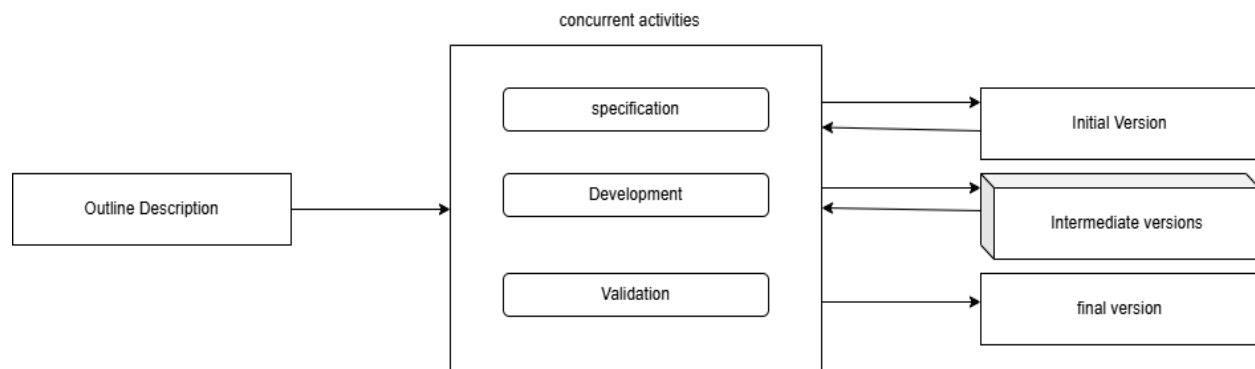 concurrent activities
specification
Initial Version
Development
Outline Description
Intermediate versions
Validation
final version